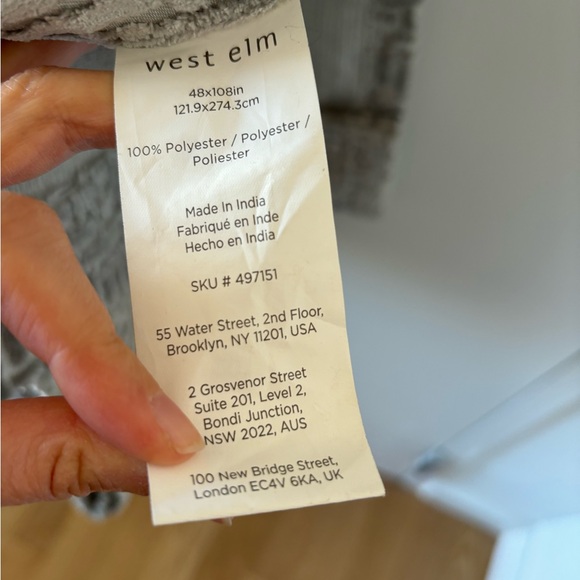 west elm
48x108in
121.9x274.3cm
100% Polyester / Polyester /
Poliester
Made In India
Fabriqué en Inde
Hecho en India
SKU # 497151
55 Water Street, 2nd Floor,
Brooklyn, NY 11201, USA
2 Grosvenor Street
Suite 201, Level 2,
Bondi Junction,
NSW 2022, AUS
100 New Bridge Street,
London EC4V 6KA, UK